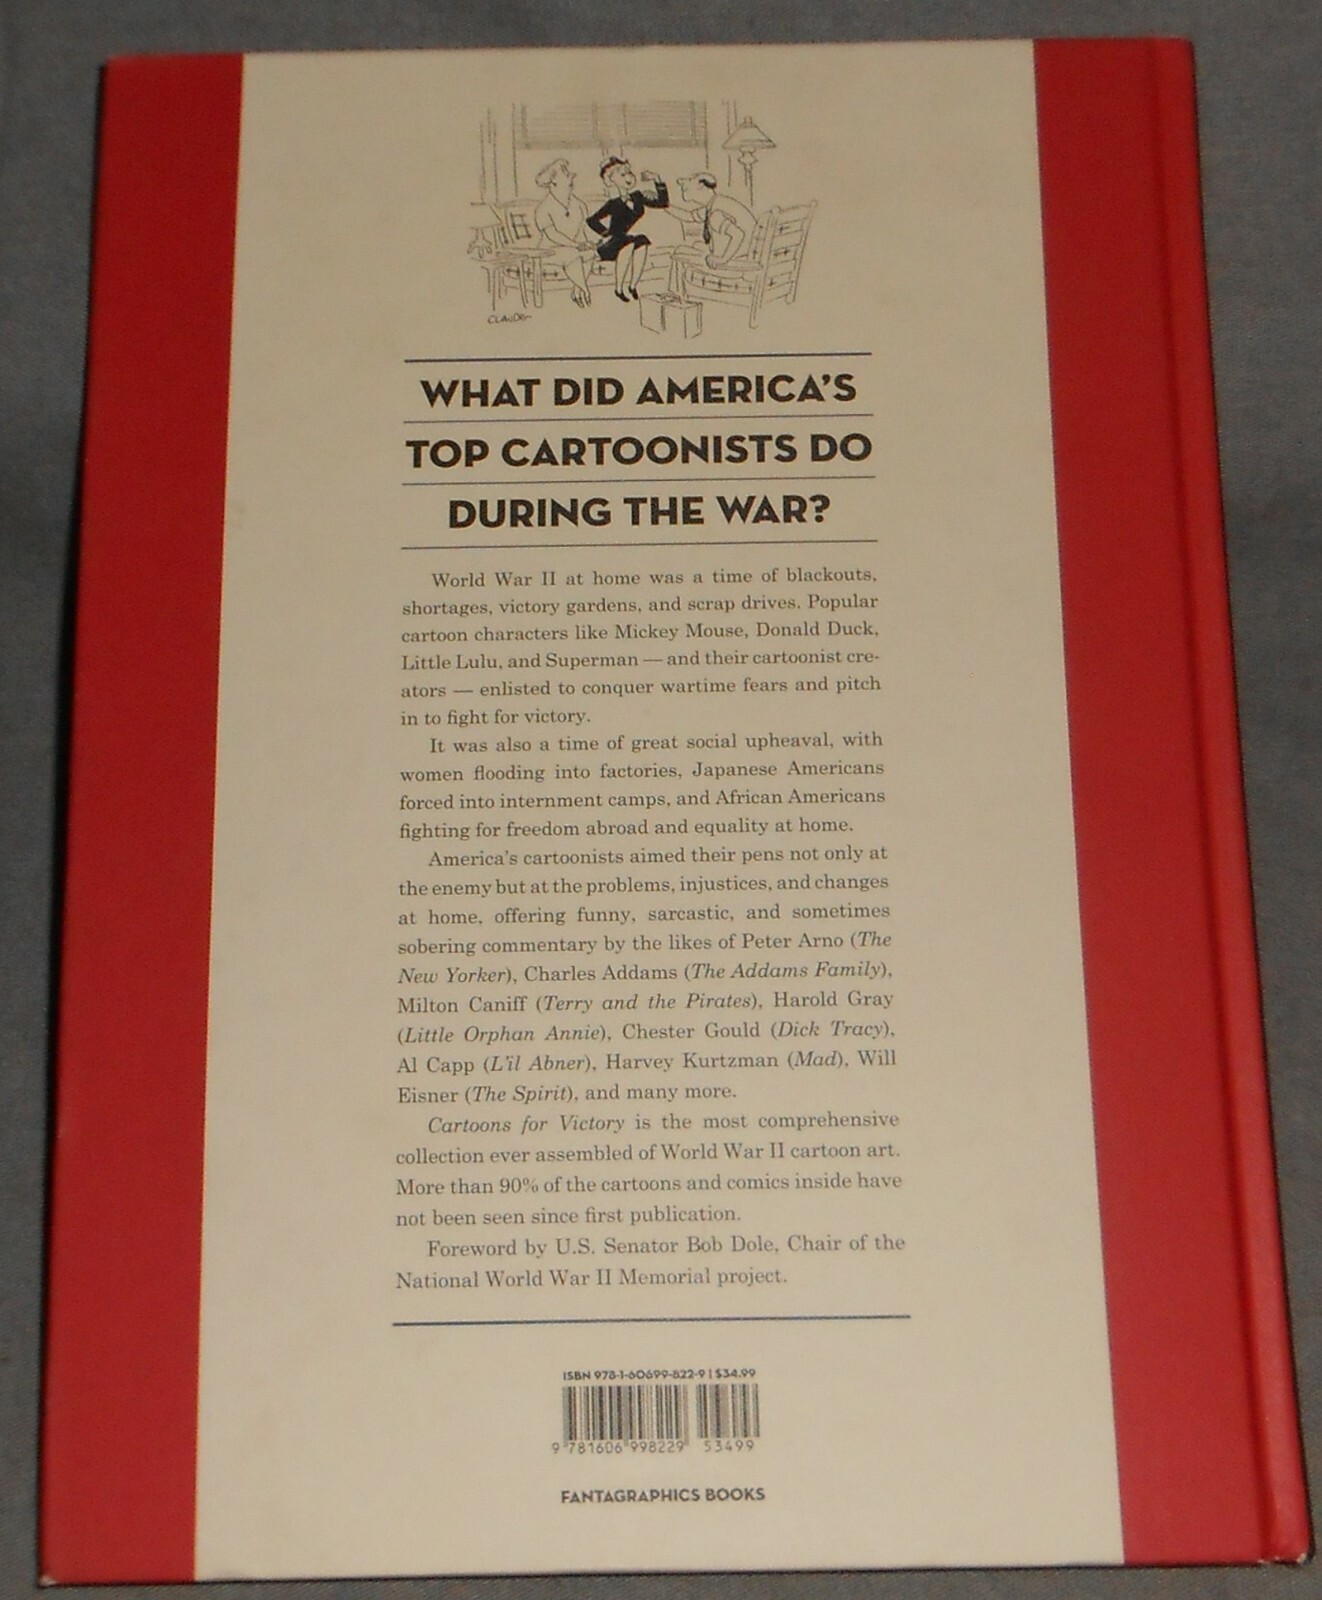 CLAUDE
WHAT DID AMERICA'S
TOP CARTOONISTS DO
DURING THE WAR?
World War II at home was a time of blackouts,
shortages, victory gardens, and scrap drives. Popular
cartoon characters like Mickey Mouse, Donald Duck,
Little Lulu, and Superman — and their cartoonist cre-
ators — enlisted to conquer wartime fears and pitch
in to fight for victory.
It was also a time of great social upheaval, with
women flooding into factories, Japanese Americans
forced into internment camps, and African Americans
fighting for freedom abroad and equality at home.
America's cartoonists aimed their pens not only at
the enemy but at the problems, injustices, and changes
at home, offering funny, sarcastic, and sometimes
sobering commentary by the likes of Peter Arno (The
New Yorker), Charles Addams (The Addams Family),
Milton Caniff (Terry and the Pirates), Harold Gray
(Little Orphan Annie), Chester Gould (Dick Tracy),
Al Capp (L'il Abner), Harvey Kurtzman (Mad), Will
Eisner (The Spirit), and many more.
Cartoons for Victory is the most comprehensive
collection ever assembled of World War II cartoon art.
More than 90% of the cartoons and comics inside have
not been seen since first publication.
Foreword by U.S. Senator Bob Dole, Chair of the
National World War II Memorial project.
ISBN 978-1-60699-822-9 | $34.99
9 781606 998229 53499
FANTAGRAPHICS BOOKS